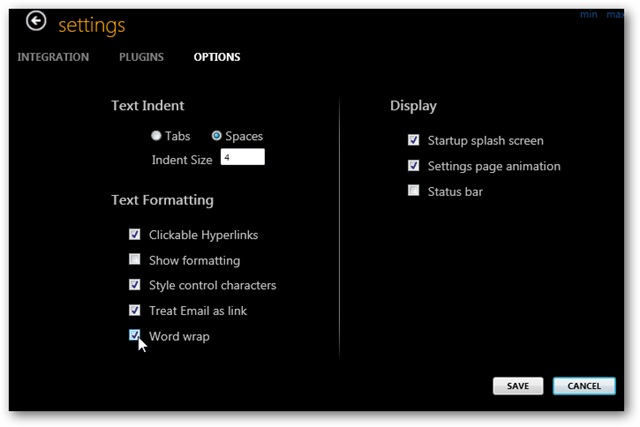 min max
settings
INTEGRATION PLUGINS OPTIONS
Text Indent
Tabs Spaces
Indent Size 4
Text Formatting
Clickable Hyperlinks
Show formatting
Style control characters
Treat Email as link
Word wrap
Display
Startup splash screen
Settings page animation
Status bar
SAVE CANCEL